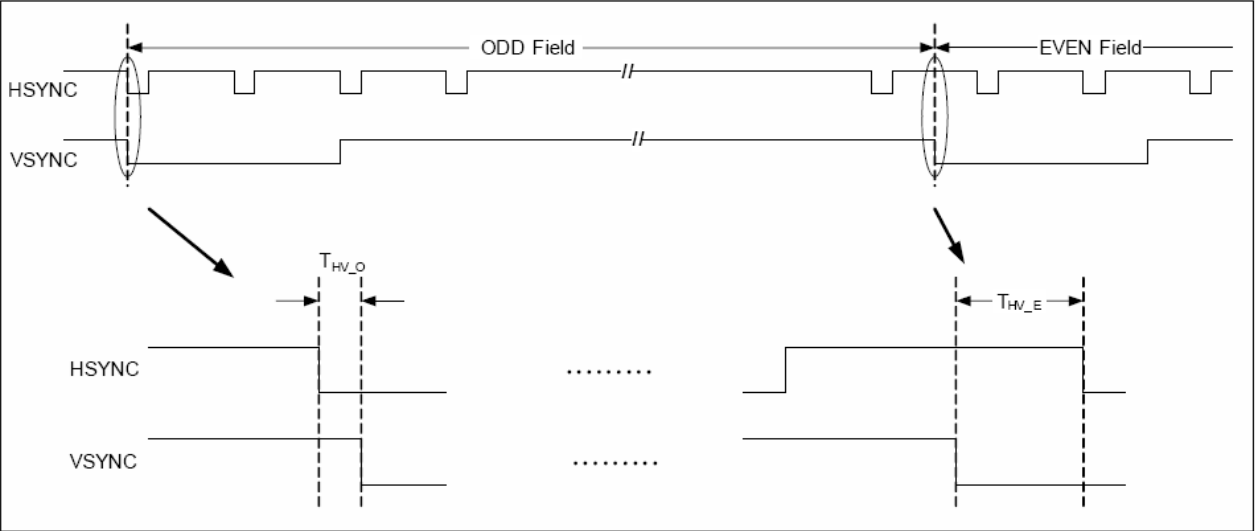 ODD Field
EVEN Field
HSYNC
//
VSYNC
//
THV_O
THV_E
HSYNC
.........
VSYNC
.........